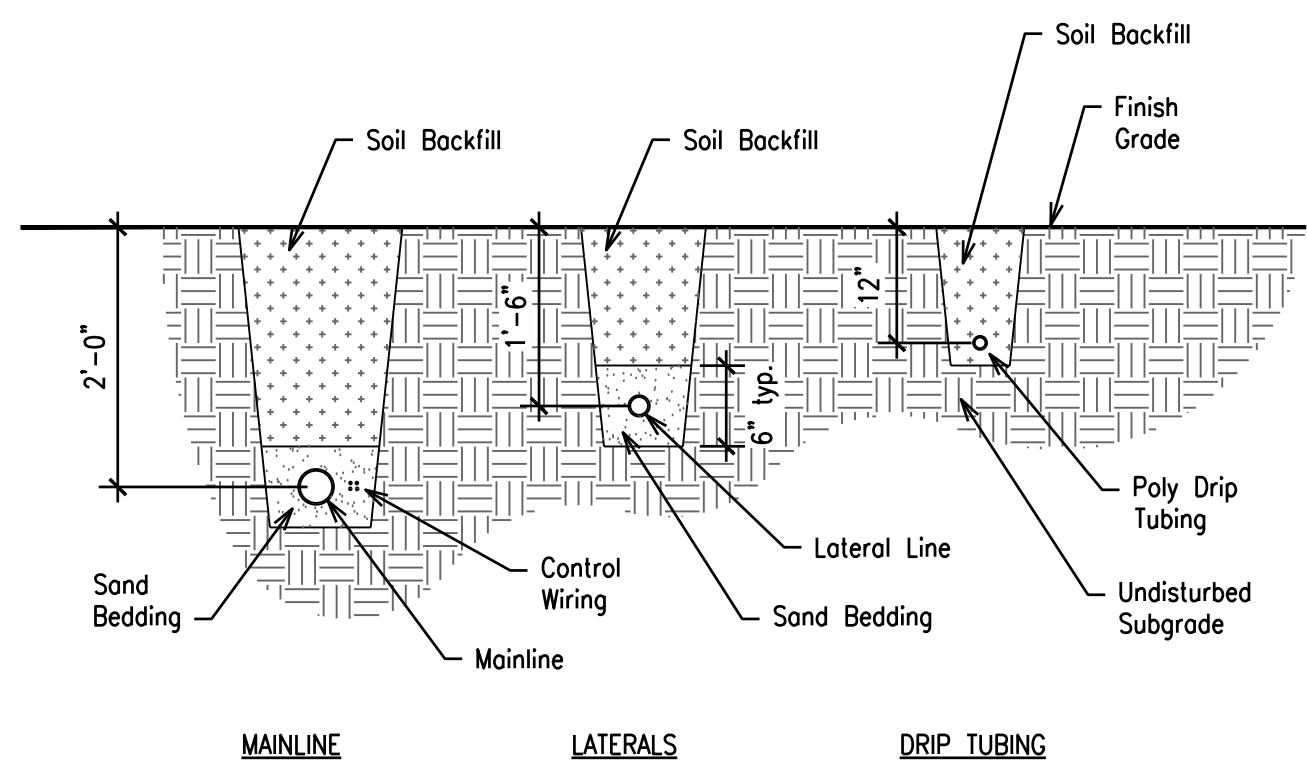 Soil Backfill
Finish
Grade
Soil Backfill
Soil Backfill
2'-0"
1'-6"
12"
6" typ.
Poly Drip
Tubing
Lateral Line
Control
Wiring
Sand
Bedding
Undisturbed
Subgrade
Sand Bedding
Mainline
MAINLINE
LATERALS
DRIP TUBING